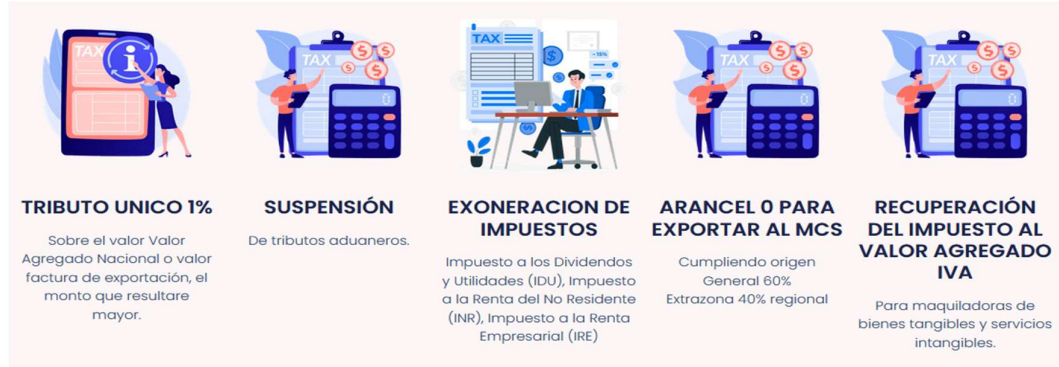 TAX
TRIBUTO UNICO 1%
Sobre el valor Valor
Agregado Nacional o valor
factura de exportación, el
monto que resultare
mayor.
TAX
0
SUSPENSIÓN
De tributos aduaneros.
TAX
EXONERACION DE
IMPUESTOS
Impuesto a los Dividendos
y Utilidades (IDU), Impuesto
a la Renta del No Residente
(INR), Impuesto a la Renta
Empresarial (IRE)
TAX
0
ARANCEL 0 PARA
EXPORTAR AL MCS
Cumpliendo origen
General 60%
Extrazona 40% regional
TAX
0
RECUPERACIÓN
DEL IMPUESTO AL
VALOR AGREGADO
IVA
Para maquiladoras de
bienes tangibles y servicios
intangibles.